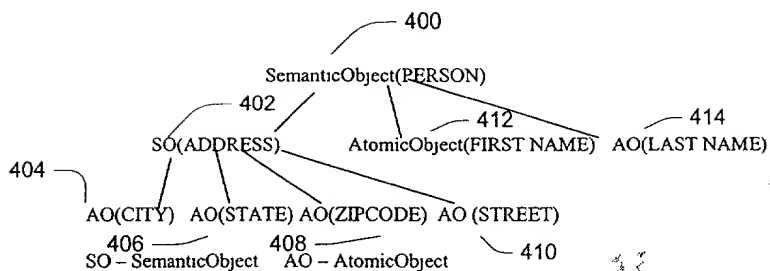 400
SemanticObject(PERSON)
402 412 414
SO(ADDRESS) AtomicObject(FIRST NAME) AO(LAST NAME)
404
AO(CITY) AO(STATE) AO(ZIPCODE) AO (STREET)
406 408 410
SO – SemanticObject AO – AtomicObject